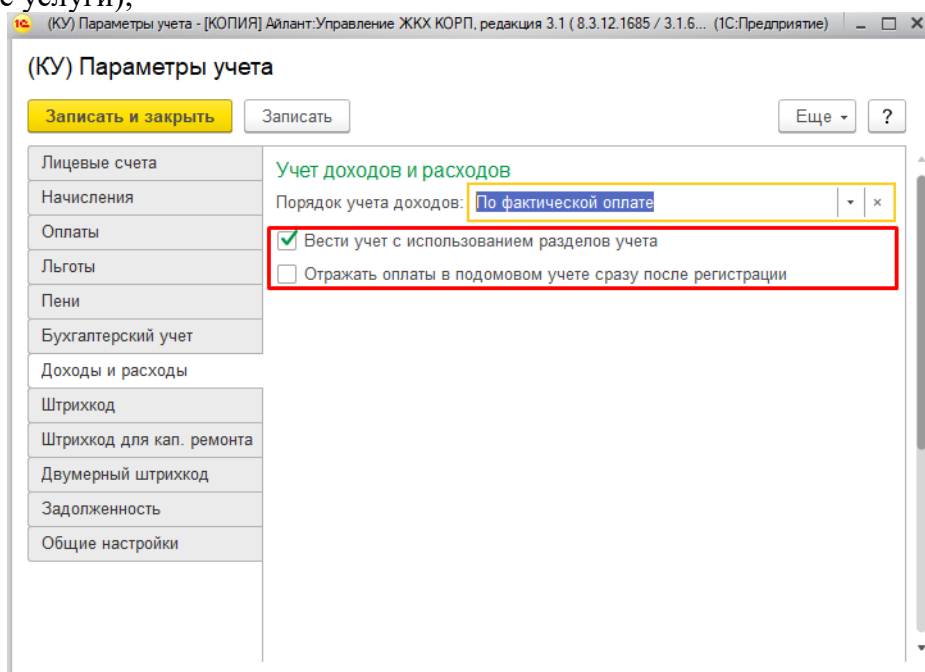 с услуги);
1С (КУ) Параметры учета - [КОПИЯ] Айлант:Управление ЖКХ КОРП, редакция 3.1 ( 8.3.12.1685 / 3.1.6... (1С:Предприятие)
(КУ) Параметры учета
Записать и закрыть Записать Еще ?
Лицевые счета
Начисления
Оплаты
Льготы
Пени
Бухгалтерский учет
Доходы и расходы
Штрихкод
Штрихкод для кап. ремонта
Двумерный штрихкод
Задолженность
Общие настройки
Учет доходов и расходов
Порядок учета доходов: По фактической оплате
Вести учет с использованием разделов учета
Отражать оплаты в подомовом учете сразу после регистрации